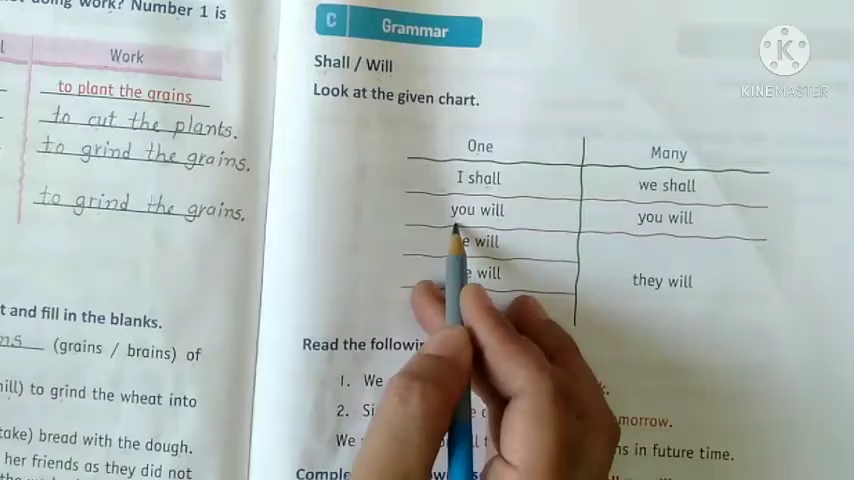 doing work? Number 1 is
Work
to plant the grains
to cut the plants.
to grind the grains.
to grind the grains.
t and fill in the blanks.
ns (grains / brains) of
ill) to grind the wheat into
take) bread with the dough.
her friends as they did not
C Grammar
Shall / Will
Look at the given chart.
One Many
I shall we shall
you will you will
e will
e will they will
Read the followin
1. We k.
2. Si e omorrow.
We ns in future time.
Comple
KINEMASTER